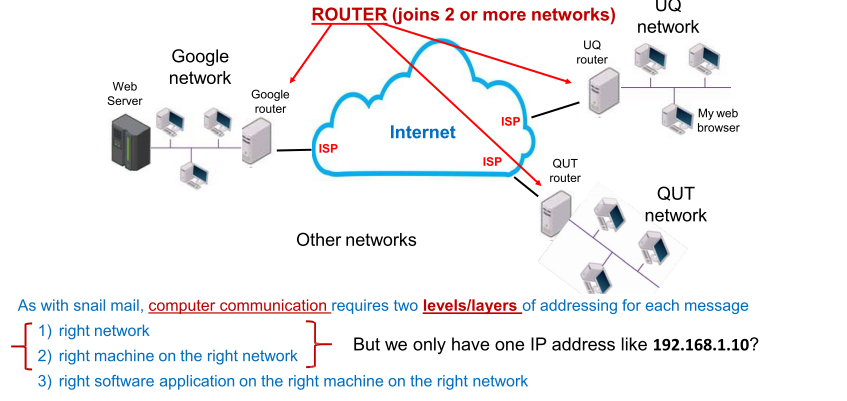 ROUTER (joins 2 or more networks)
UQ
network
Google
network
UQ
router
Web
Server
Google
router
My web
browser
ISP
Internet
ISP
ISP
QUT
router
QUT
network
Other networks
As with snail mail, computer communication requires two levels/layers of addressing for each message
1) right network
2) right machine on the right network
But we only have one IP address like 192.168.1.10?
3) right software application on the right machine on the right network